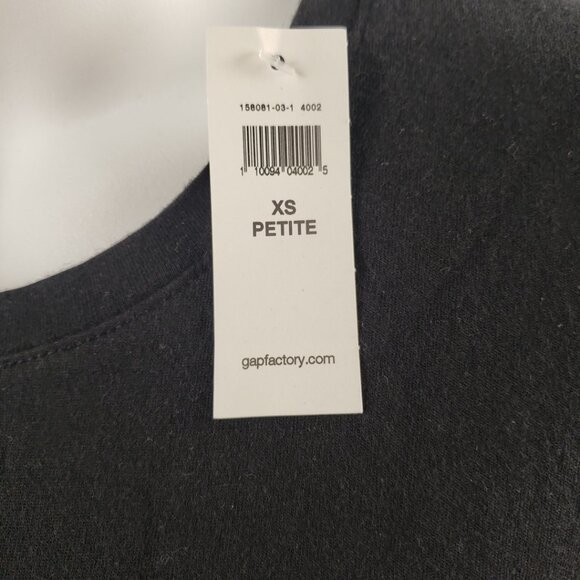 158081-03-1 4002
1 10094 04002 5
XS
PETITE
gapfactory.com